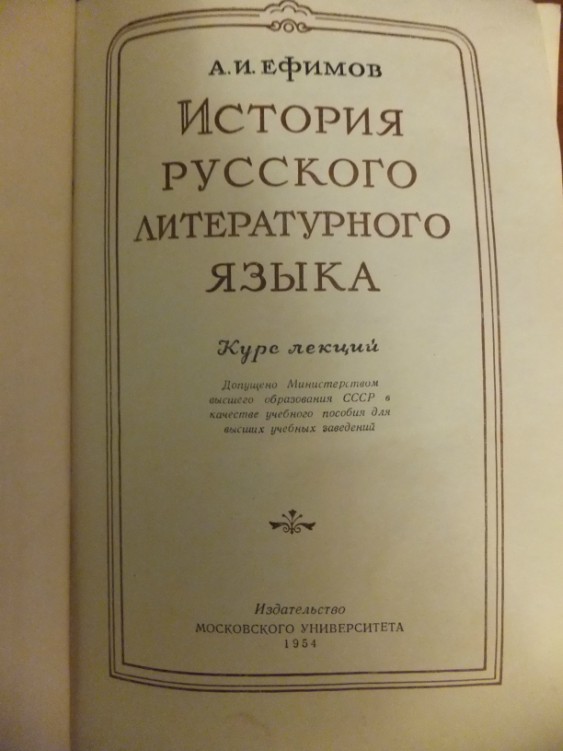 А. И. ЕФИМОВ
ИСТОРИЯ
РУССКОГО
ЛИТЕРАТУРНОГО
ЯЗЫКА
Курс лекций
Допущено Министерством
высшего образования СССР в
качестве учебного пособия для
высших учебных заведений
Издательство
МОСКОВСКОГО УНИВЕРСИТЕТА
1954